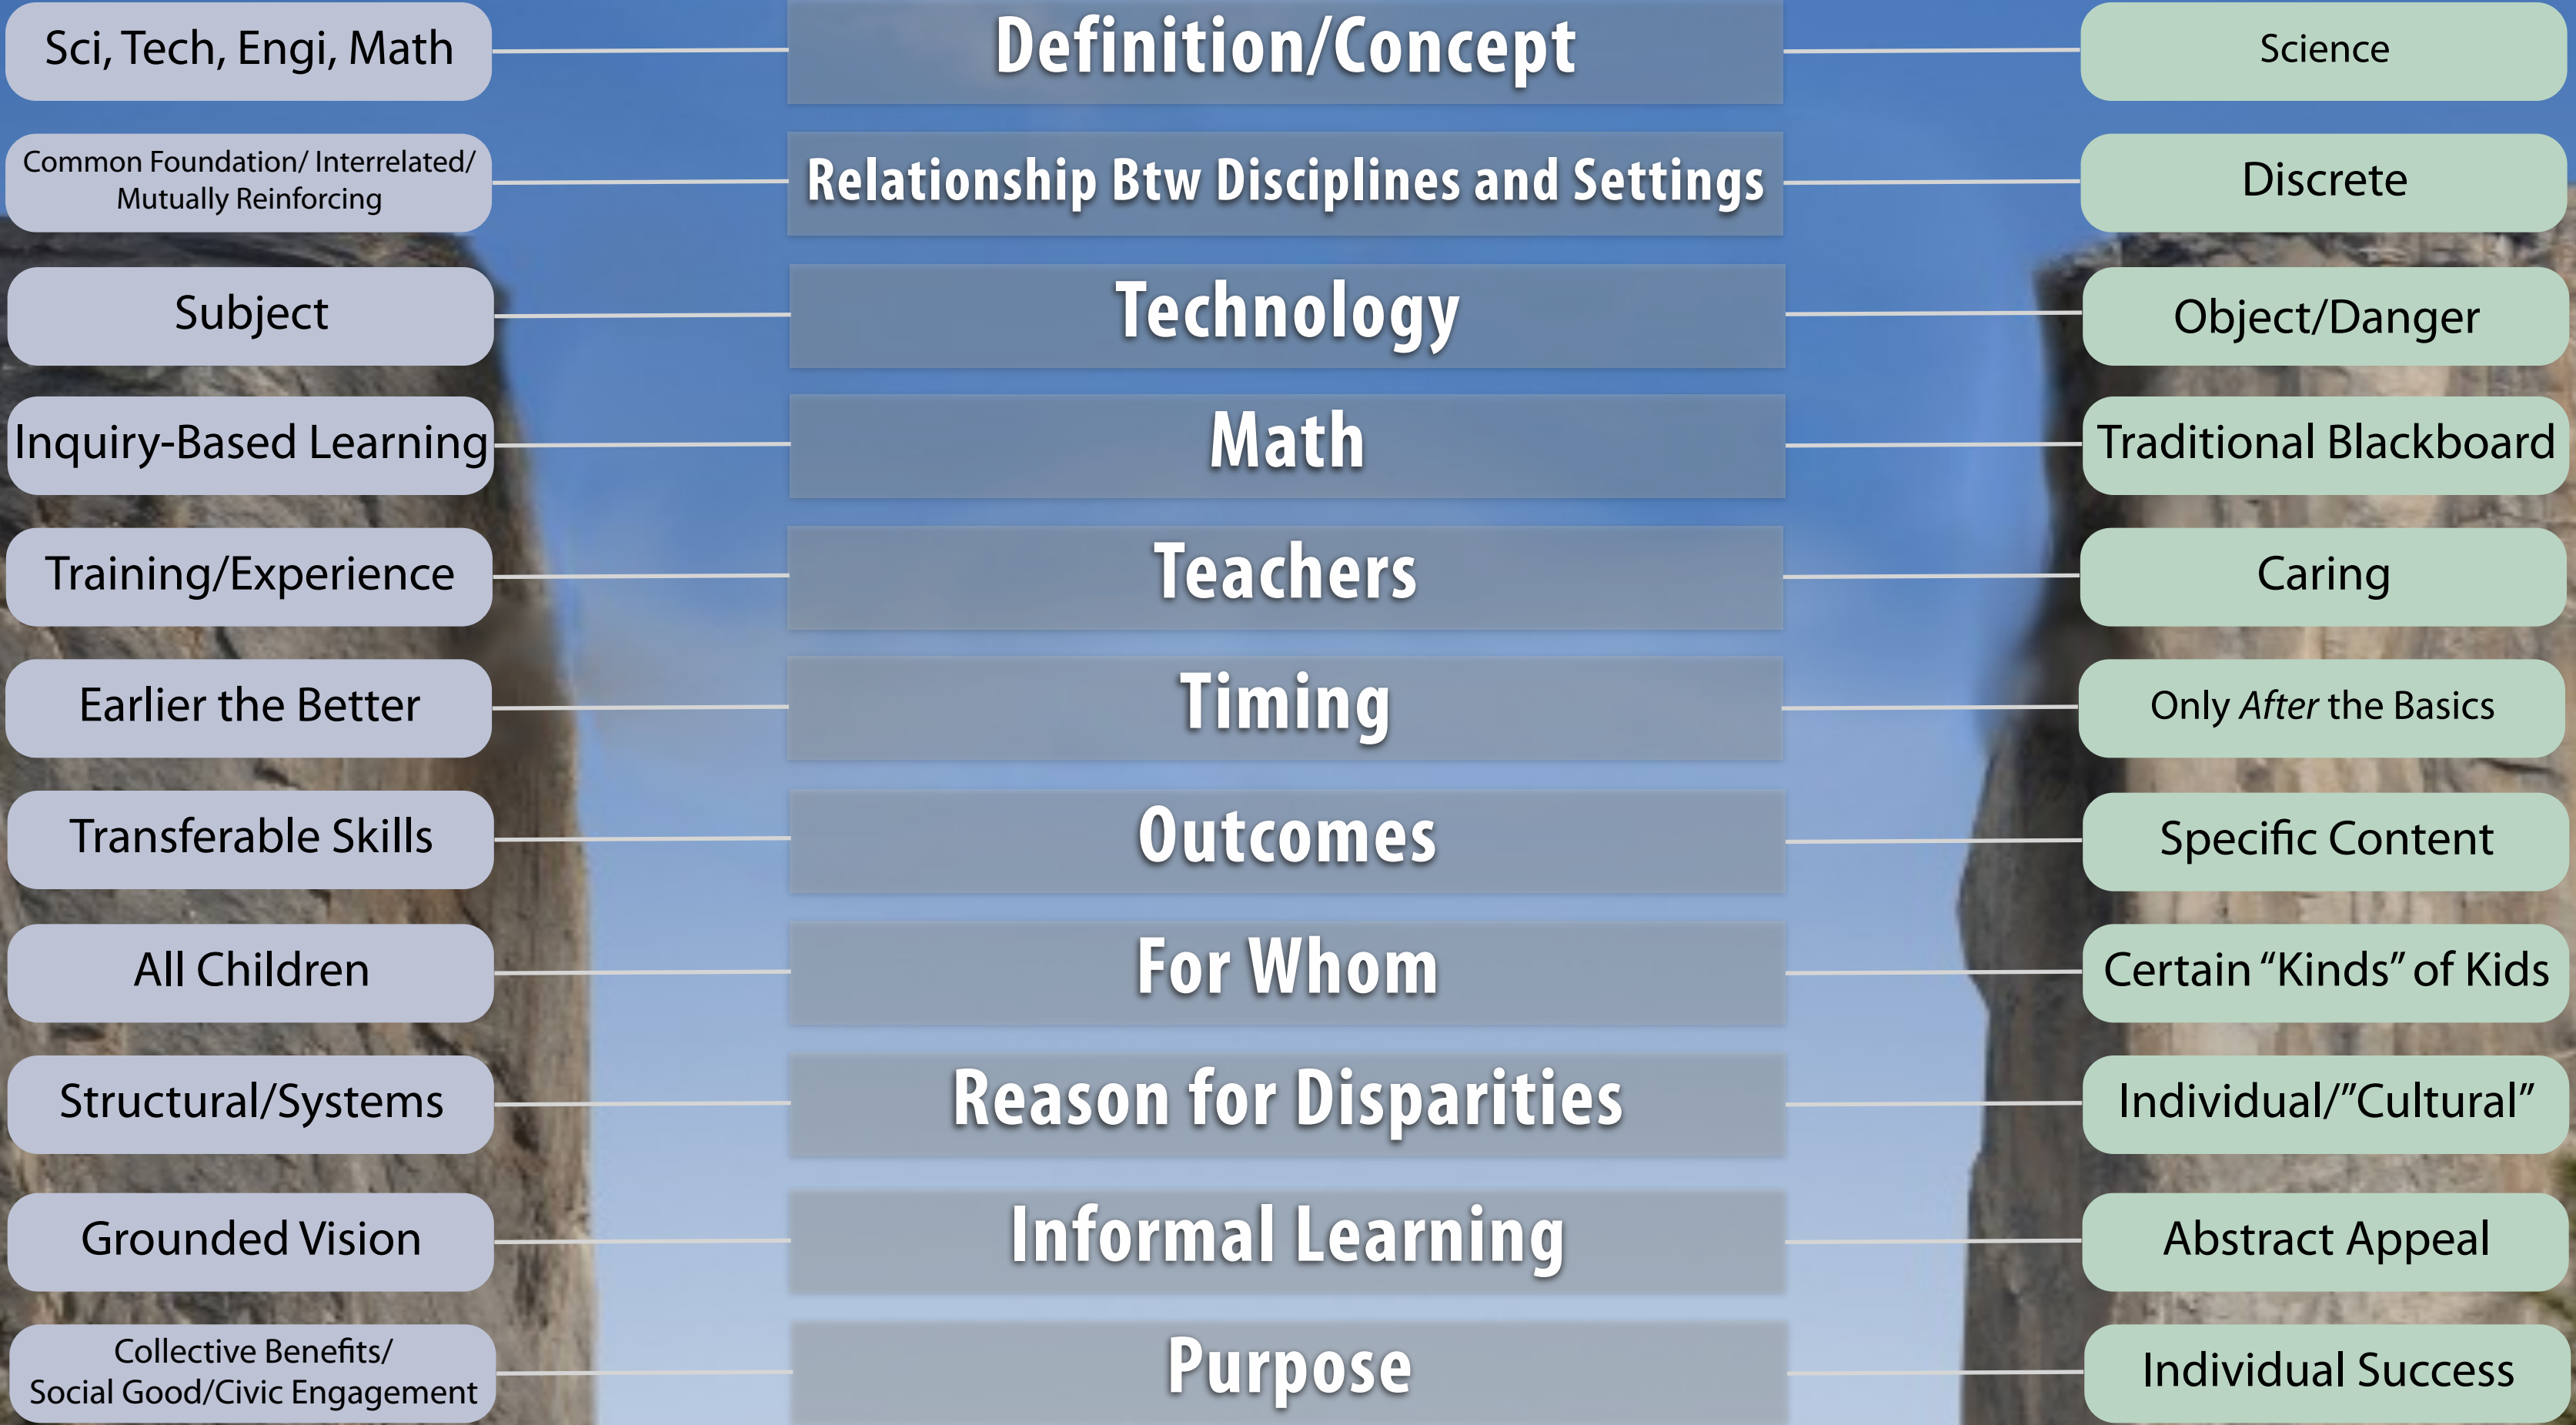 Sci, Tech, Engi, Math
Definition/Concept
Science
Common Foundation/ Interrelated/
Mutually Reinforcing
Relationship Btw Disciplines and Settings
Discrete
Subject
Technology
Object/Danger
Inquiry-Based Learning
Math
Traditional Blackboard
Training/Experience
Teachers
Caring
Earlier the Better
Timing
Only After the Basics
Transferable Skills
Outcomes
Specific Content
All Children
For Whom
Certain “Kinds” of Kids
Structural/Systems
Reason for Disparities
Individual/”Cultural”
Grounded Vision
Informal Learning
Abstract Appeal
Collective Benefits/
Social Good/Civic Engagement
Purpose
Individual Success